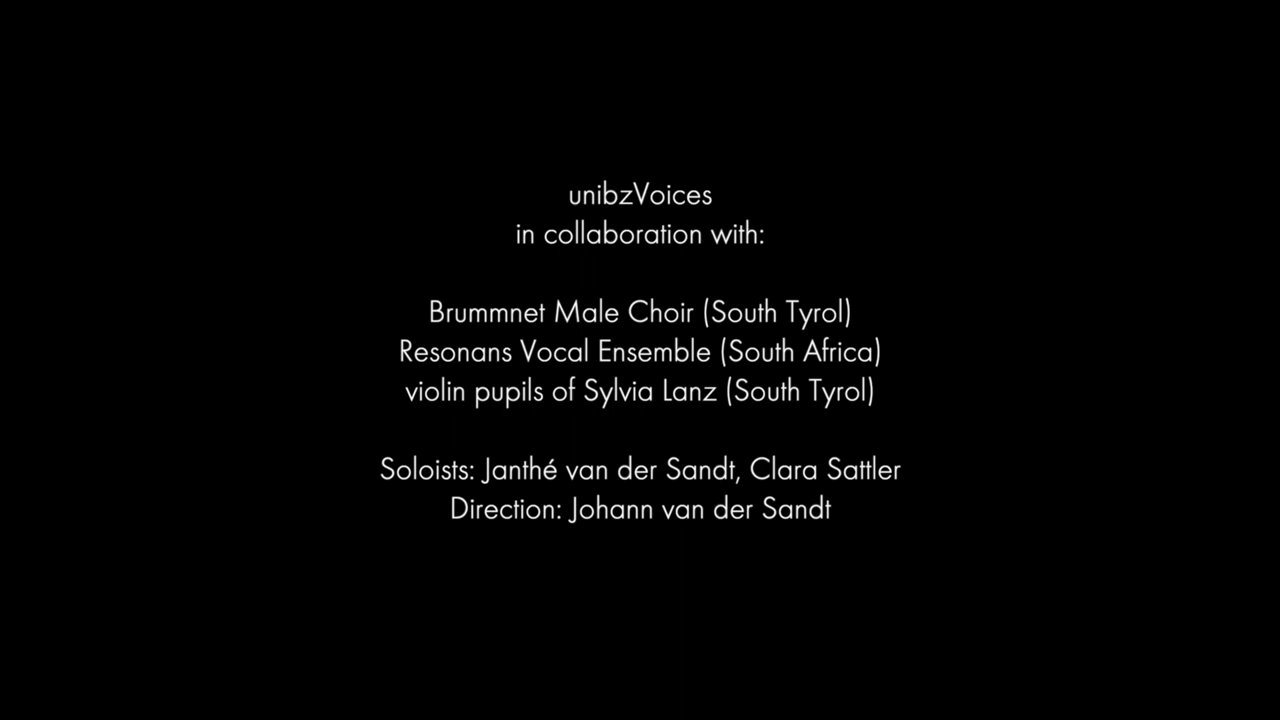 unibzVoices
in collaboration with:
Brummnet Male Choir (South Tyrol)
Resonans Vocal Ensemble (South Africa)
violin pupils of Sylvia Lanz (South Tyrol)
Soloists: Janthé van der Sandt, Clara Sattler
Direction: Johann van der Sandt